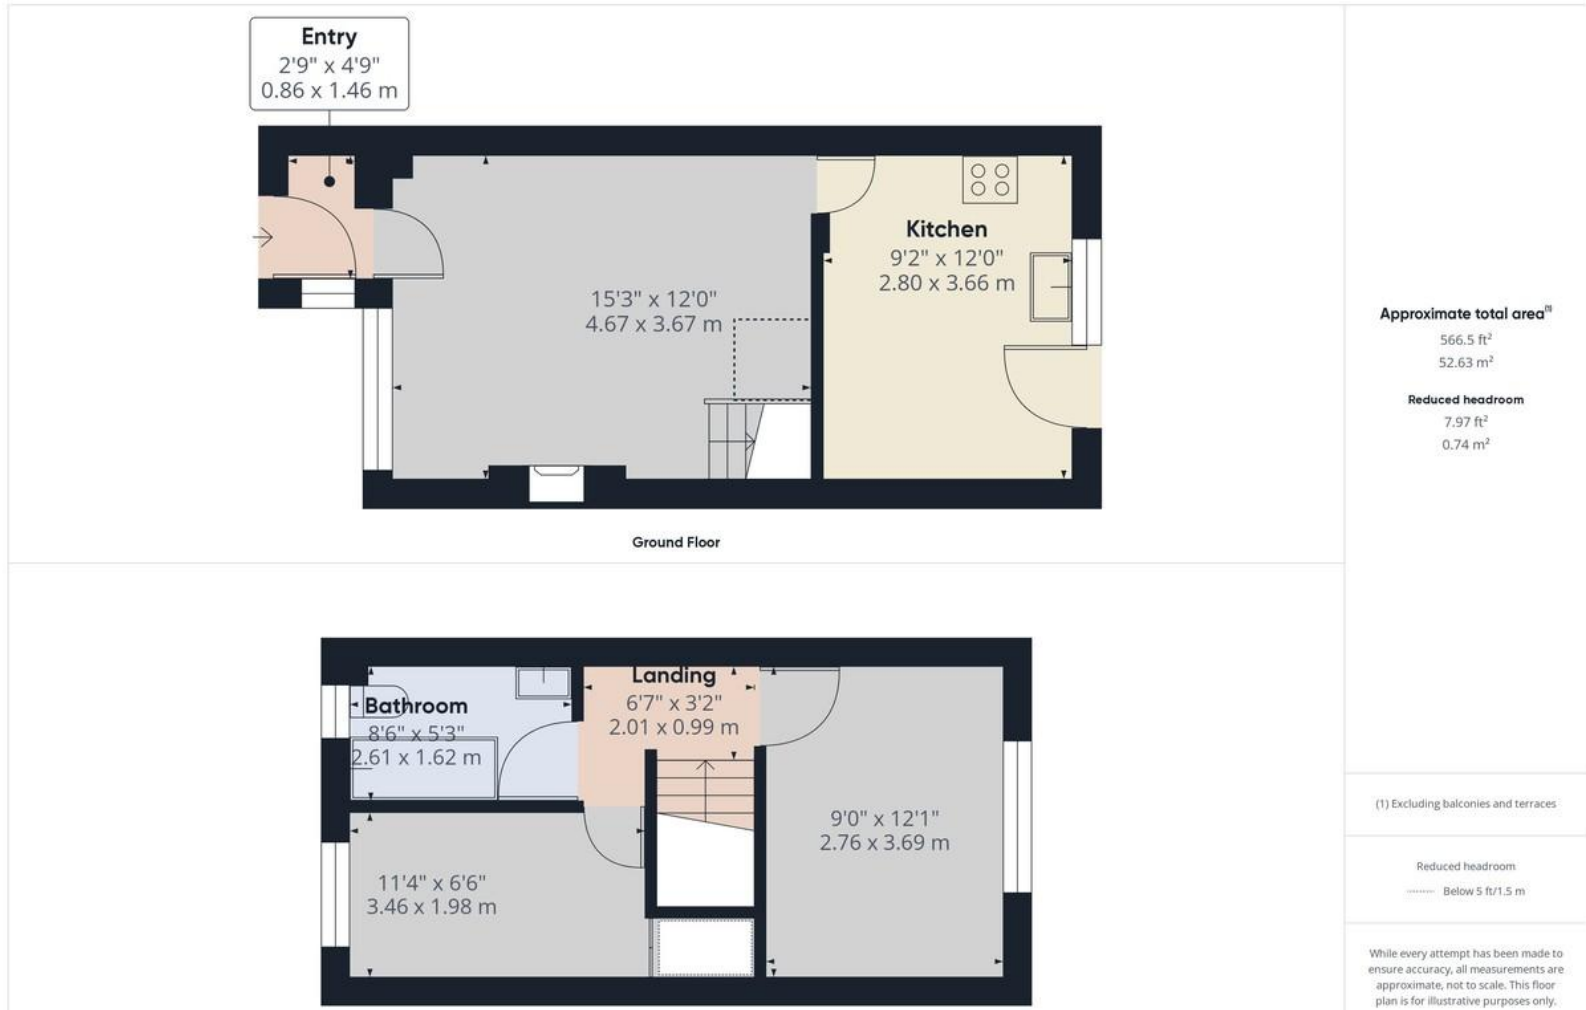 Entry
2'9" x 4'9"
0.86 x 1.46 m
15'3" x 12'0"
4.67 x 3.67 m
Kitchen
9'2" x 12'0"
2.80 x 3.66 m
Ground Floor
Bathroom
8'6" x 5'3"
2.61 x 1.62 m
Landing
6'7" x 3'2"
2.01 x 0.99 m
11'4" x 6'6"
3.46 x 1.98 m
9'0" x 12'1"
2.76 x 3.69 m
Approximate total area⁽¹⁾
566.5 ft²
52.63 m²
Reduced headroom
7.97 ft²
0.74 m²
(1) Excluding balconies and terraces
Reduced headroom
Below 5 ft/1.5 m
While every attempt has been made to
ensure accuracy, all measurements are
approximate, not to scale. This floor
plan is for illustrative purposes only.